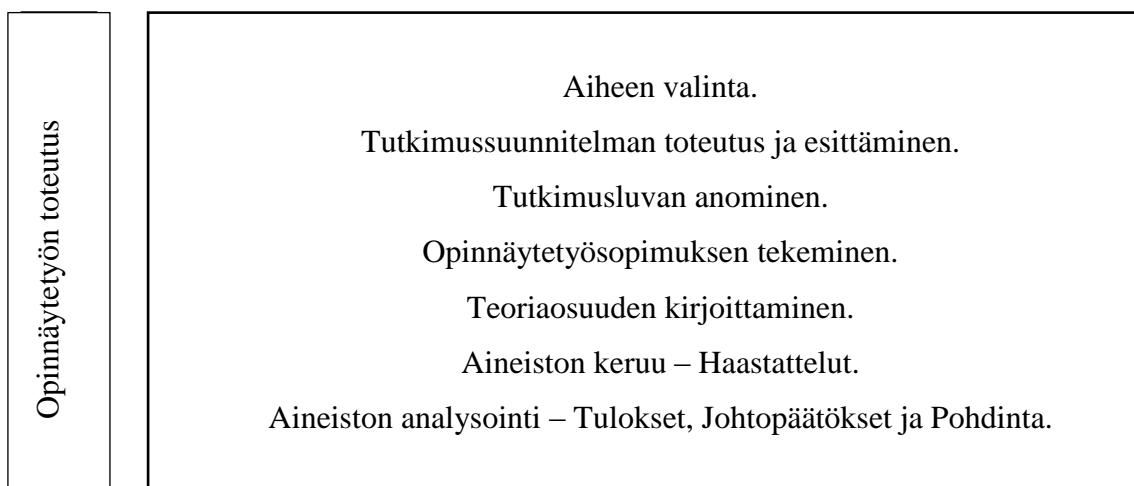 Opinnäytetyön toteutus
Aiheen valinta.
Tutkimussuunnitelman toteutus ja esittäminen.
Tutkimusluvan anominen.
Opinnäytetyösopimuksen tekeminen.
Teoriaosuuden kirjoittaminen.
Aineiston keruu – Haastattelut.
Aineiston analysointi – Tulokset, Johtopäätökset ja Pohdinta.